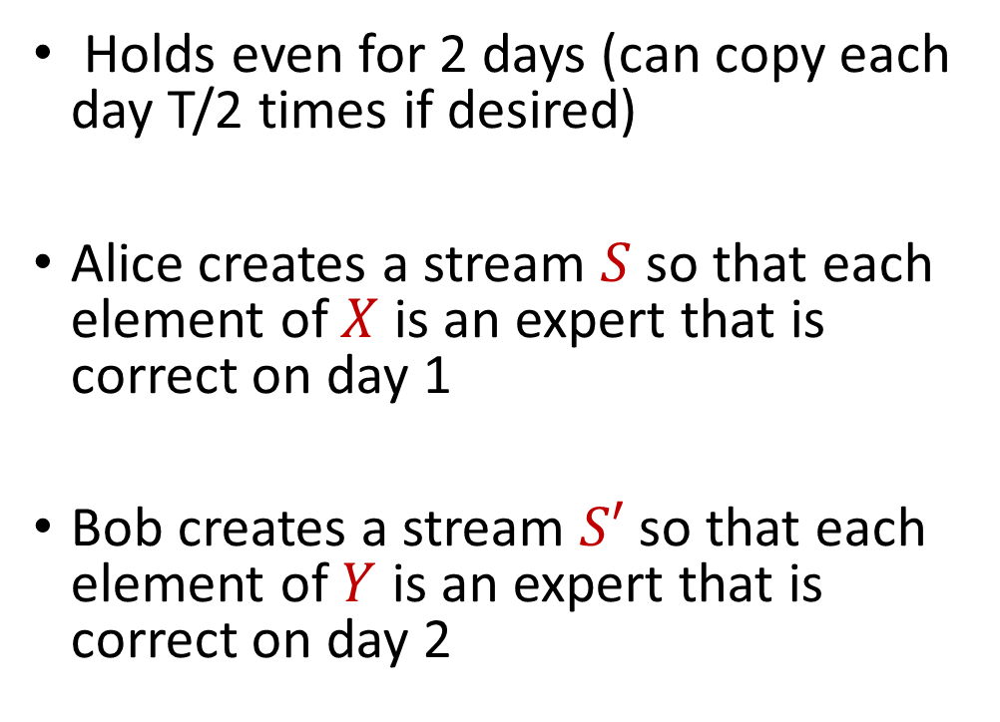 • Holds even for 2 days (can copy each
day T/2 times if desired)
• Alice creates a stream S so that each
element of X is an expert that is
correct on day 1
• Bob creates a stream S′ so that each
element of Y is an expert that is
correct on day 2